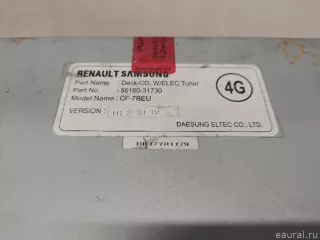 RENAULT SAMSUNG
Part Name : Deck-CD, W/ELEC Tuner
Part No. : 56160-31730
Model Name : CF-7BEU
4G
VERSION :
DAESUNG ELTEC CO., LTD.
eaural.ru